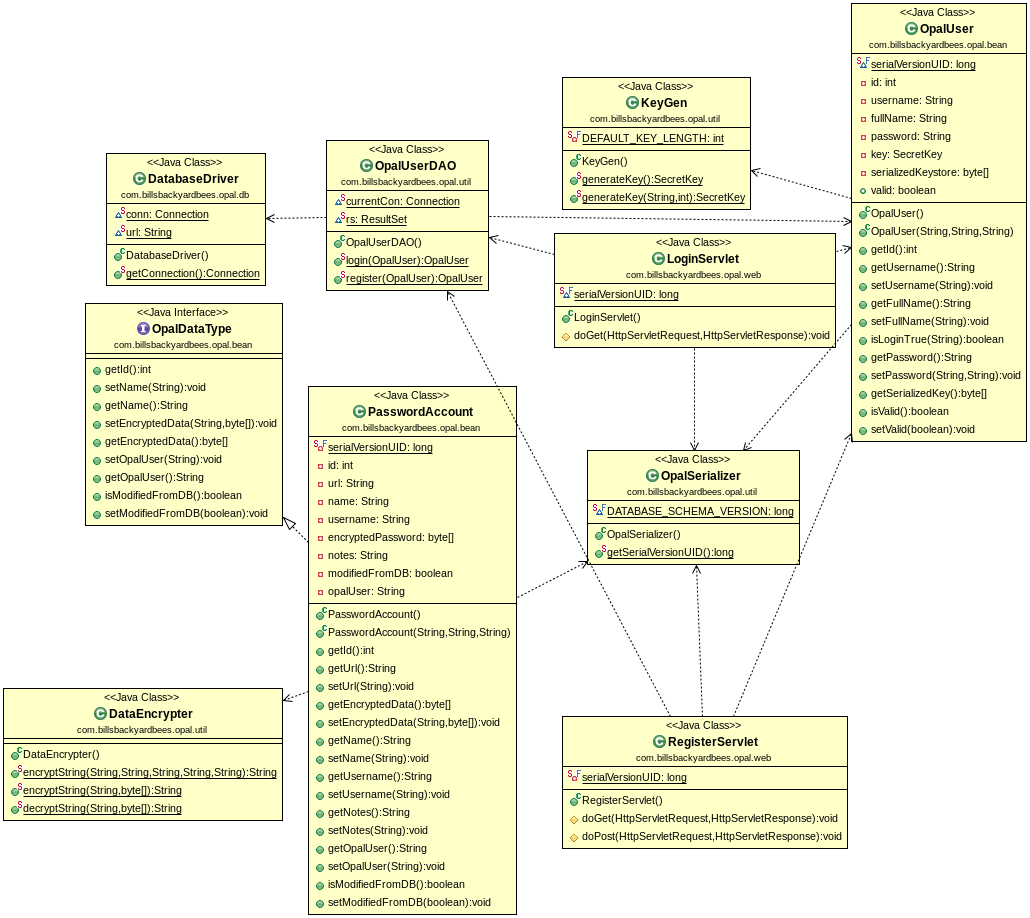 <<Java Class>>
OpalUser
com.billsbackyardbees.opal.bean
serialVersionUID: long
id: int
username: String
fullName: String
password: String
key: SecretKey
serializedKeystore: byte[]
valid: boolean
OpalUser()
OpalUser(String,String,String)
getId():int
getUsername():String
setUsername(String):void
getFullName():String
setFullName(String):void
isLoginTrue(String):boolean
getPassword():String
setPassword(String,String):void
getSerializedKey():byte[]
isValid():boolean
setValid(boolean):void
<<Java Class>>
KeyGen
com.billsbackyardbees.opal.util
DEFAULT_KEY_LENGTH: int
KeyGen()
generateKey():SecretKey
generateKey(String,int):SecretKey
<<Java Class>>
OpalUserDAO
com.billsbackyardbees.opal.util
currentCon: Connection
rs: ResultSet
OpalUserDAO()
login(OpalUser):OpalUser
register(OpalUser):OpalUser
<<Java Class>>
DatabaseDriver
com.billsbackyardbees.opal.db
conn: Connection
url: String
DatabaseDriver()
getConnection():Connection
<<Java Class>>
LoginServlet
com.billsbackyardbees.opal.web
serialVersionUID: long
LoginServlet()
doGet(HttpServletRequest,HttpServletResponse):void
<<Java Interface>>
OpalDataType
com.billsbackyardbees.opal.bean
getId():int
setName(String):void
getName():String
setEncryptedData(String,byte[]):void
getEncryptedData():byte[]
setOpalUser(String):void
getOpalUser():String
isModifiedFromDB():boolean
setModifiedFromDB(boolean):void
<<Java Class>>
PasswordAccount
com.billsbackyardbees.opal.bean
serialVersionUID: long
id: int
url: String
name: String
username: String
encryptedPassword: byte[]
notes: String
modifiedFromDB: boolean
opalUser: String
PasswordAccount()
PasswordAccount(String,String,String)
getId():int
getUrl():String
setUrl(String):void
getEncryptedData():byte[]
setEncryptedData(String,byte[]):void
getName():String
setName(String):void
getUsername():String
setUsername(String):void
getNotes():String
setNotes(String):void
getOpalUser():String
setOpalUser(String):void
isModifiedFromDB():boolean
setModifiedFromDB(boolean):void
<<Java Class>>
OpalSerializer
com.billsbackyardbees.opal.util
DATABASE_SCHEMA_VERSION: long
OpalSerializer()
getSerialVersionUID():long
<<Java Class>>
DataEncrypter
com.billsbackyardbees.opal.util
DataEncrypter()
encryptString(String,String,String,String,String):String
encryptString(String,byte[]):String
decryptString(String,byte[]):String
<<Java Class>>
RegisterServlet
com.billsbackyardbees.opal.web
serialVersionUID: long
RegisterServlet()
doGet(HttpServletRequest,HttpServletResponse):void
doPost(HttpServletRequest,HttpServletResponse):void